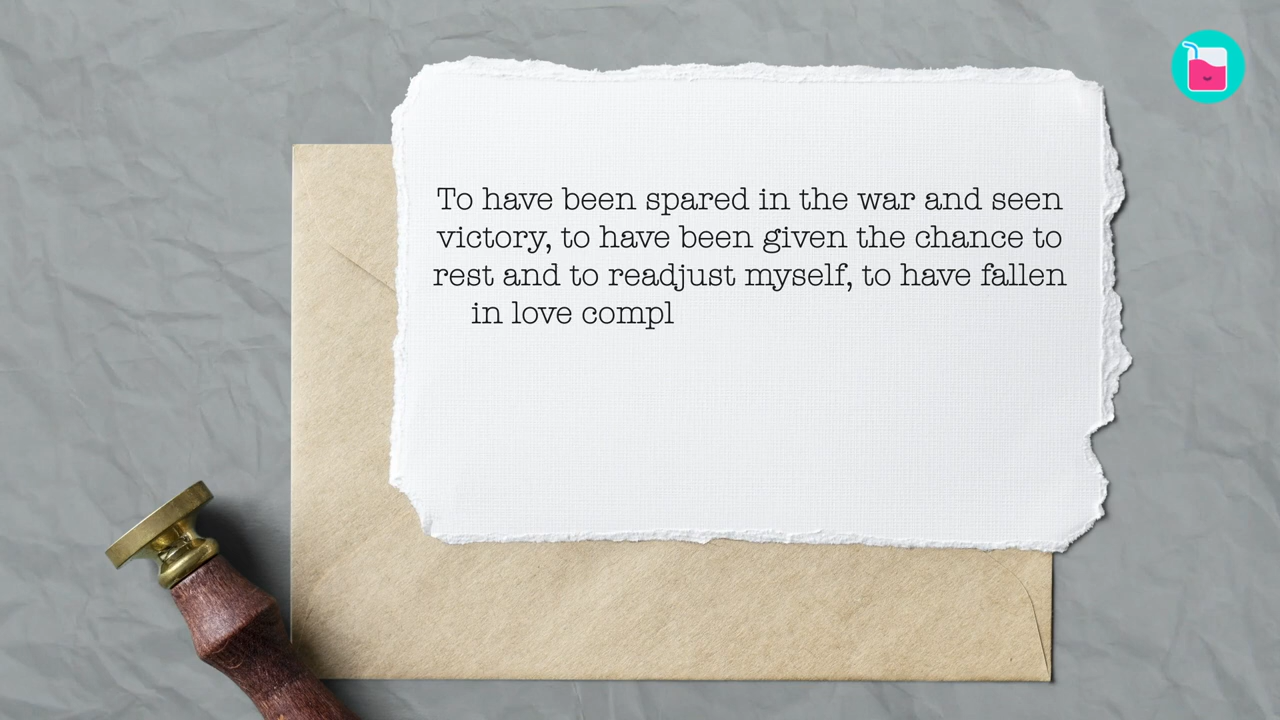 To have been spared in the war and seen
victory, to have been given the chance to
rest and to readjust myself, to have fallen
in love compl